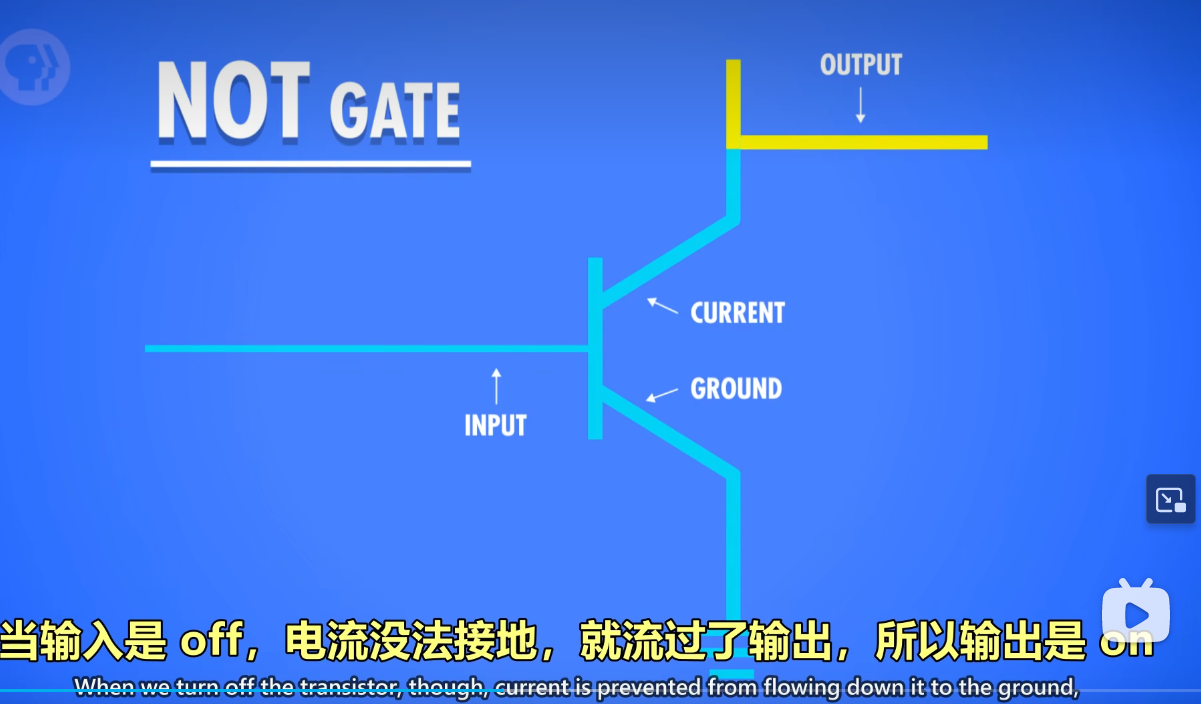 NOT GATE
OUTPUT
CURRENT
GROUND
INPUT
当输入是 off，电流没法接地，就流过了输出，所以输出是 on
When we turn off the transistor, though, current is prevented from flowing down it to the ground,